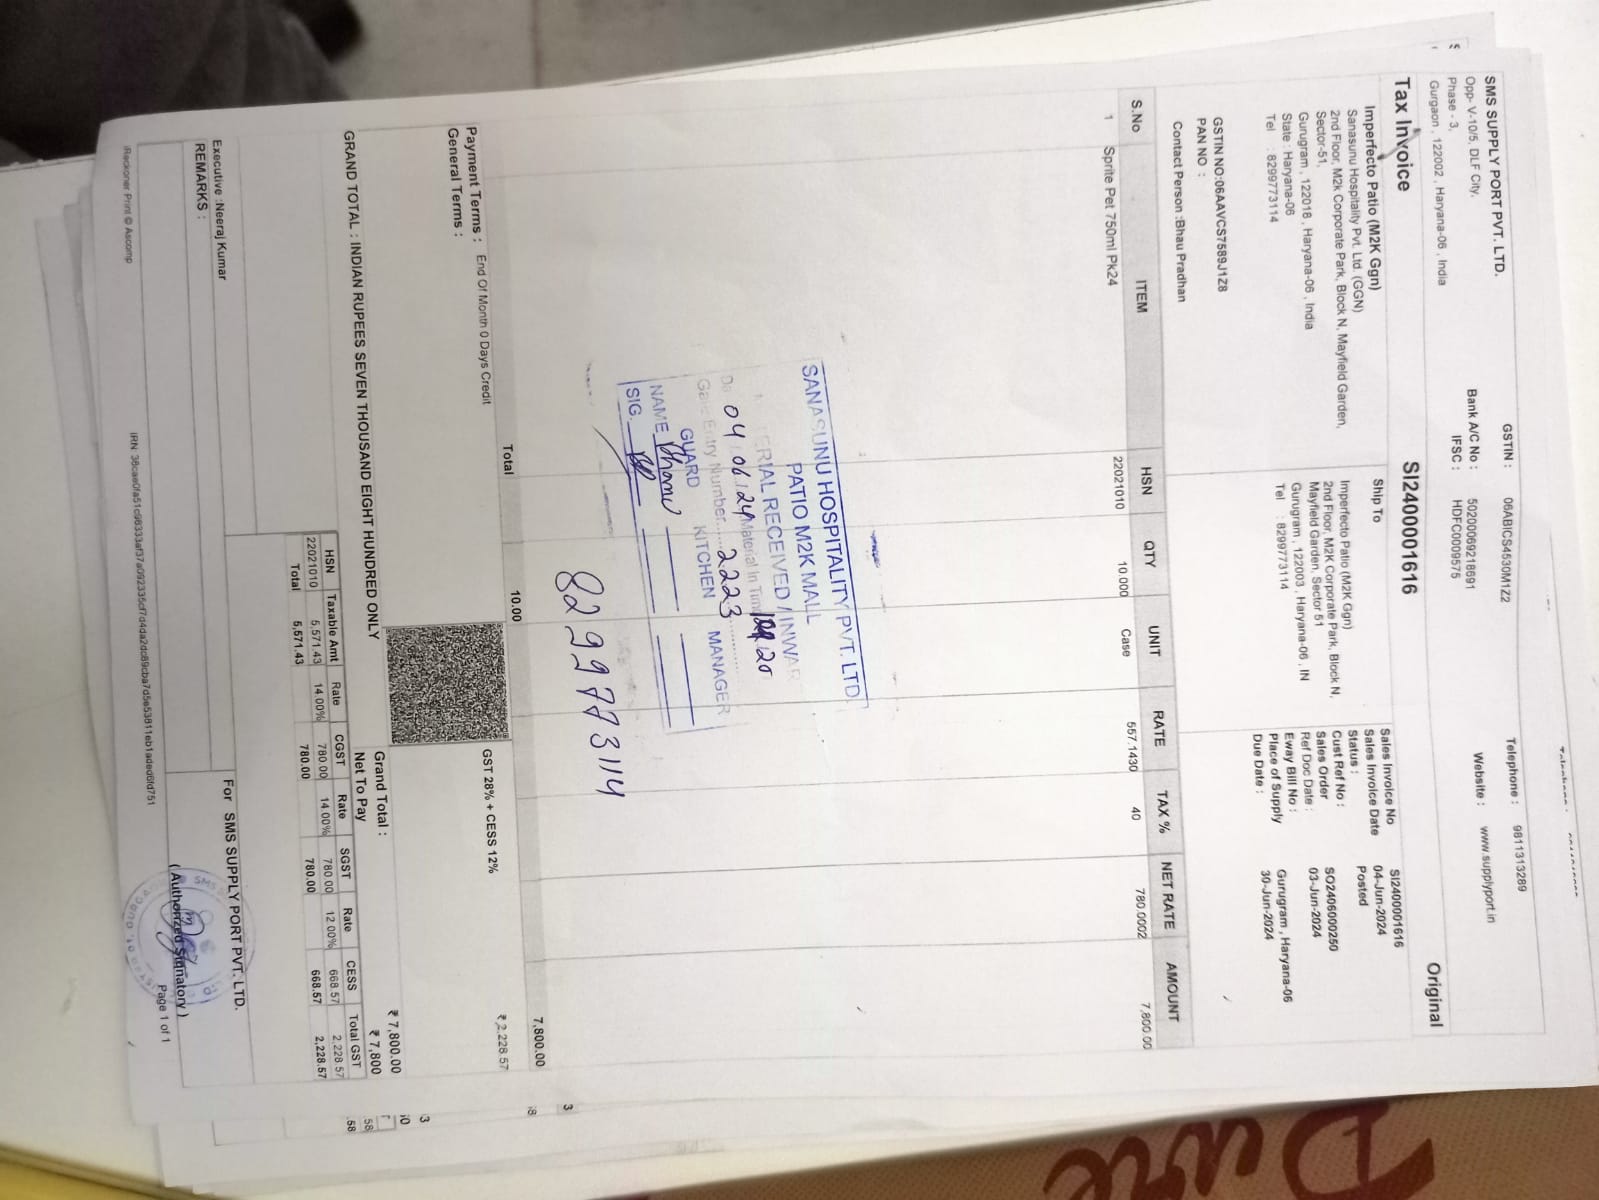 SMS SUPPLY PORT PVT. LTD.
Opp- V-10/5, DLF City,
Phase - 3,
Gurgaon , 122002 , Haryana-06 , India
GSTIN : 06ABICS4530M1Z2
Bank A/C No : 50200069218691
IFSC : HDFC0009575
Telephone : 9811313289
Website : www.supplyport.in
Tax Invoice
SI2400001616
Original
Imperfecto Patio (M2K Ggn)
Sanasunu Hospitality Pvt. Ltd. (GGN)
2nd Floor, M2k Corporate Park, Block N, Mayfield Garden,
Sector-51,
Gurugram , 122018 , Haryana-06 , India
State : Haryana-06
Tel : 8299773114
GSTIN NO:06AAVCS7589J1Z8
PAN NO :
Contact Person :Bhau Pradhan
Ship To
Imperfecto Patio (M2K Ggn)
2nd Floor, M2K Corporate Park, Block N,
Mayfield Garden, Sector 51
Gurugram , 122003 , Haryana-06 , IN
Tel : 8299773114
Sales Invoice No SI2400001616
Sales Invoice Date 04-Jun-2024
Status : Posted
Cust Ref No :
Sales Order SO2406000250
Ref Doc Date : 03-Jun-2024
Eway Bill No :
Place of Supply Gurugram , Haryana-06
Due Date : 30-Jun-2024
S.No ITEM HSN QTY UNIT RATE TAX % NET RATE AMOUNT
1 Sprite Pet 750ml Pk24 22021010 10.000 Case 557.1430 40 780.0002 7,800.00
SANASUNU HOSPITALITY PVT. LTD
PATIO M2K MALL
ERIAL RECEIVED / INWAR
04/06/24 Material In Time
Gate Entry Number 2223
GUARD KITCHEN MANAGER
NAME
SIG.
8299773114
Total 10.00 7,800.00
Payment Terms : End Of Month 0 Days Credit
General Terms :
GST 28% + CESS 12% ₹ 2,228.57
Grand Total : ₹ 7,800.00
Net To Pay ₹ 7,800
GRAND TOTAL : INDIAN RUPEES SEVEN THOUSAND EIGHT HUNDRED ONLY
HSN Taxable Amt Rate CGST Rate SGST Rate CESS Total GST
22021010 5,571.43 14.00% 780.00 14.00% 780.00 12.00% 668.57 2,228.57
Total 5,571.43 780.00 780.00 668.57 2,228.57
Executive :Neeraj Kumar
REMARKS :
For SMS SUPPLY PORT PVT. LTD.
( Authorized Signatory )
Page 1 of 1
iReckoner Print © Ascomp